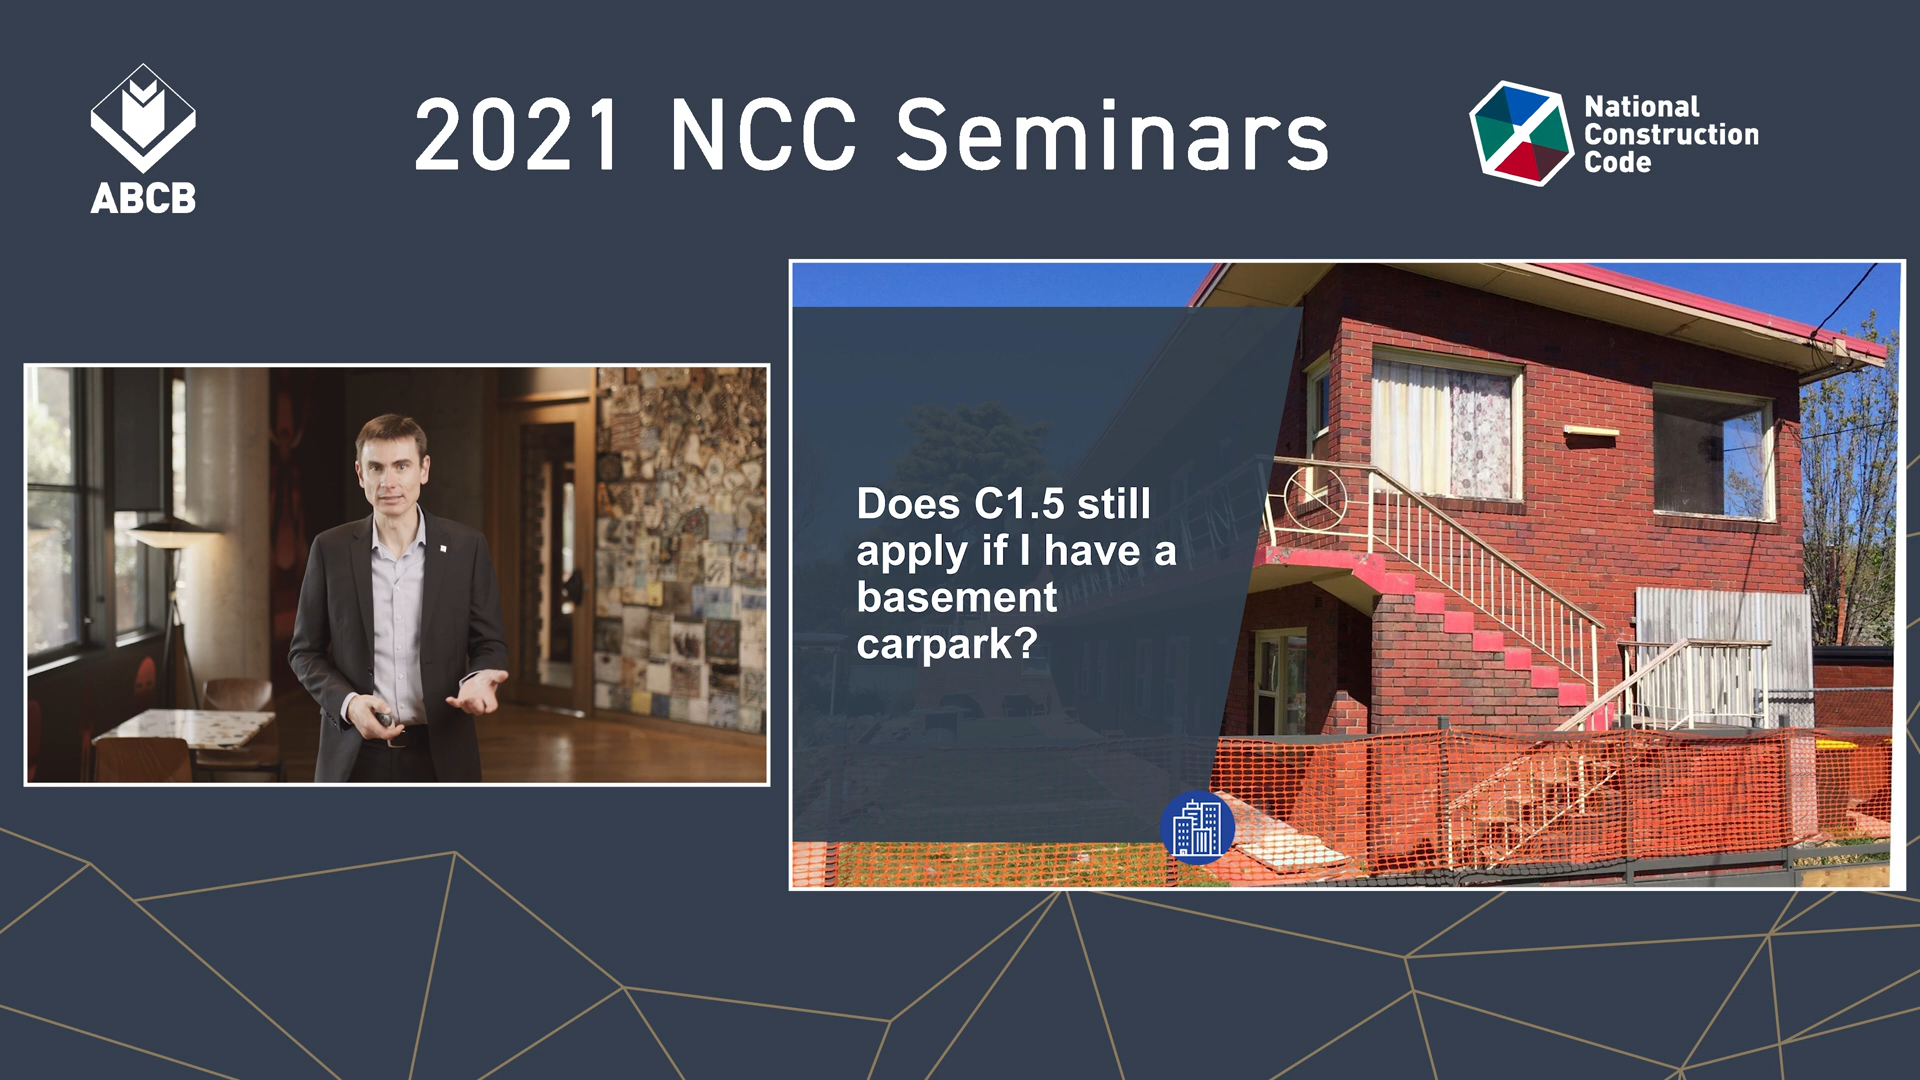 2021 NCC Seminars
ABCB
National
Construction
Code
Does C1.5 still
apply if I have a
basement
carpark?